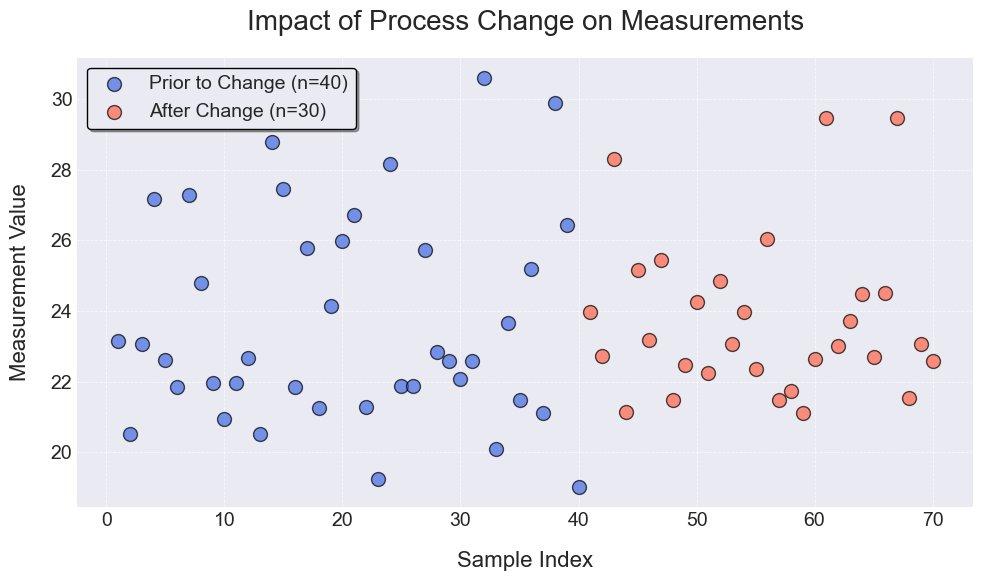 Impact of Process Change on Measurements
Prior to Change (n=40)
After Change (n=30)
Measurement Value
30
28
26
24
22
20
0 10 20 30 40 50 60 70
Sample Index